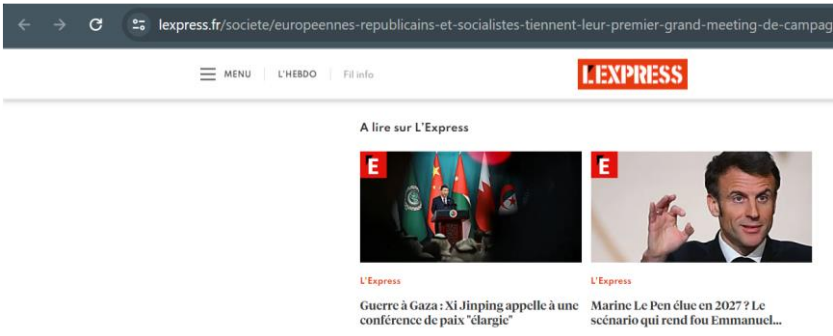 lexpress.fr/societe/europeennes-republicains-et-socialistes-tiennent-leur-premier-grand-meeting-de-campag
MENU L'HEBDO Fil info
L'EXPRESS
A lire sur L'Express
E
E
L'Express
Guerre à Gaza : Xi Jinping appelle à une
conférence de paix "élargie"
L'Express
Marine Le Pen élue en 2027 ? Le
scénario qui rend fou Emmanuel...